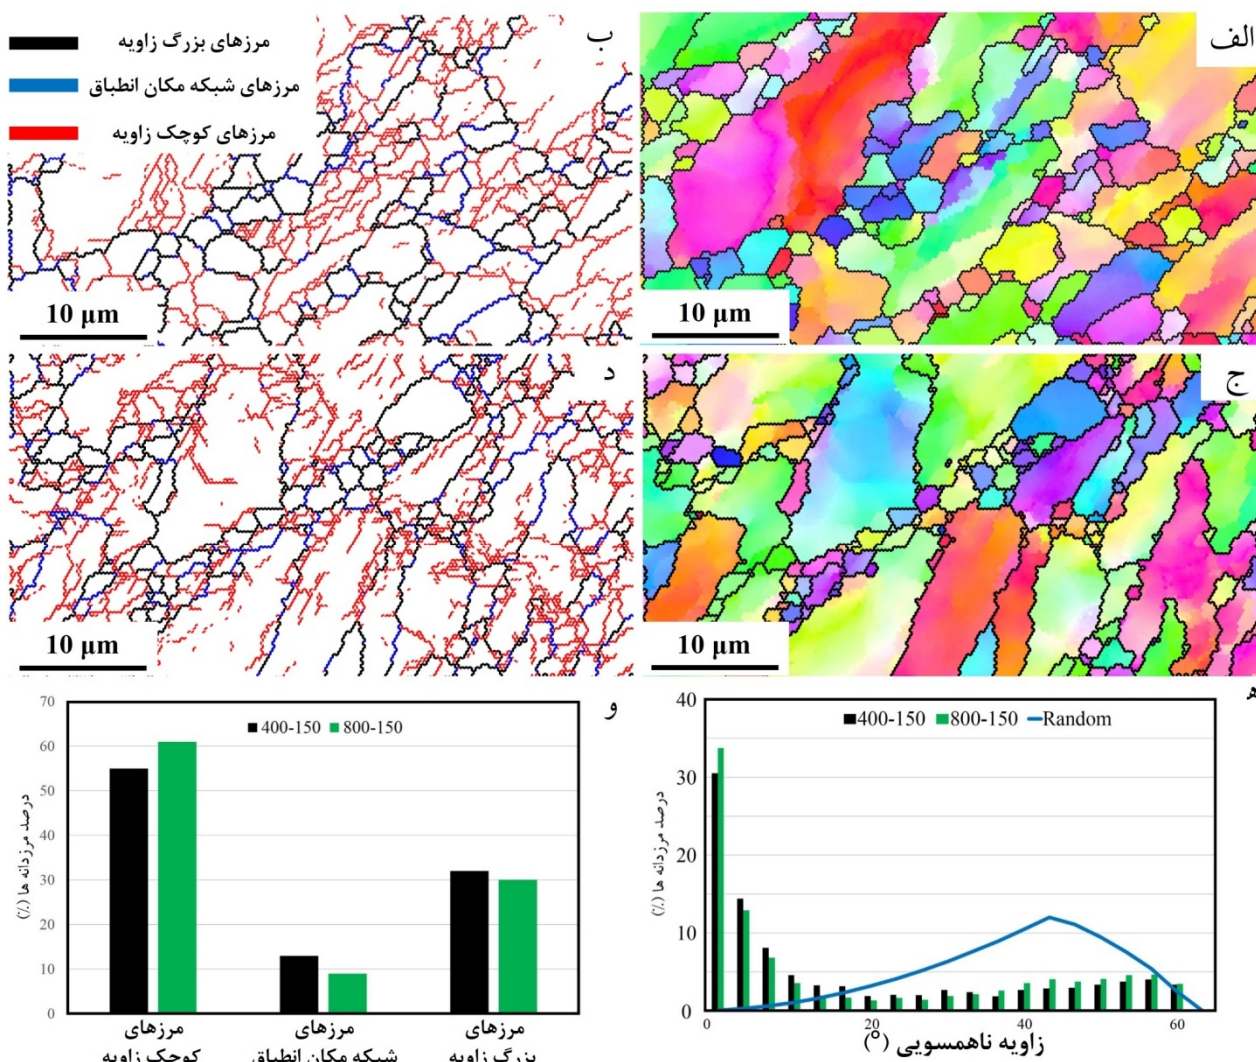 الف
ب
مرزهای بزرگ زاویه
مرزهای شبکه مکان انطباق
مرزهای کوچک زاویه
10 µm
10 µm
ج
د
10 µm
10 µm
ه
40
30
20
10
0
400-150
800-150
Random
درصد مرزدانه ها (٪)
0
20
40
60
زاویه ناهمسویی (°)
و
70
60
50
40
30
20
10
0
400-150
800-150
درصد مرزدانه ها (٪)
مرزهای
کوچک زاویه
مرزهای
شبکه مکان انطباق
مرزهای
بزرگ زاویه